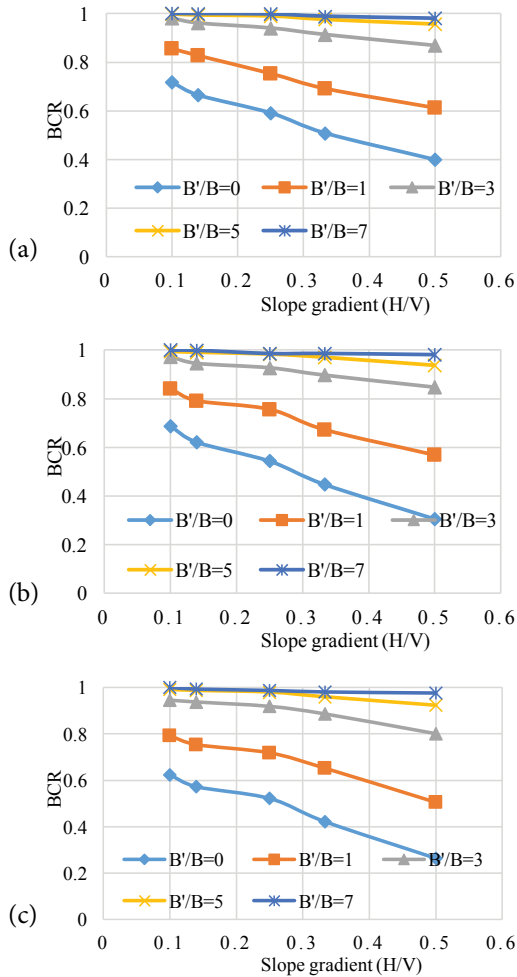 1
0.8
0.6
0.4
0.2
0
BCR
B'/B=0 B'/B=1 B'/B=3
B'/B=5 B'/B=7
(a)
0 0.1 0.2 0.3 0.4 0.5 0.6
Slope gradient (H/V)
1
0.8
0.6
0.4
0.2
0
BCR
B'/B=0 B'/B=1 B'/B=3
B'/B=5 B'/B=7
(b)
0 0.1 0.2 0.3 0.4 0.5 0.6
Slope gradient (H/V)
1
0.8
0.6
0.4
0.2
0
BCR
B'/B=0 B'/B=1 B'/B=3
B'/B=5 B'/B=7
(c)
0 0.1 0.2 0.3 0.4 0.5 0.6
Slope gradient (H/V)